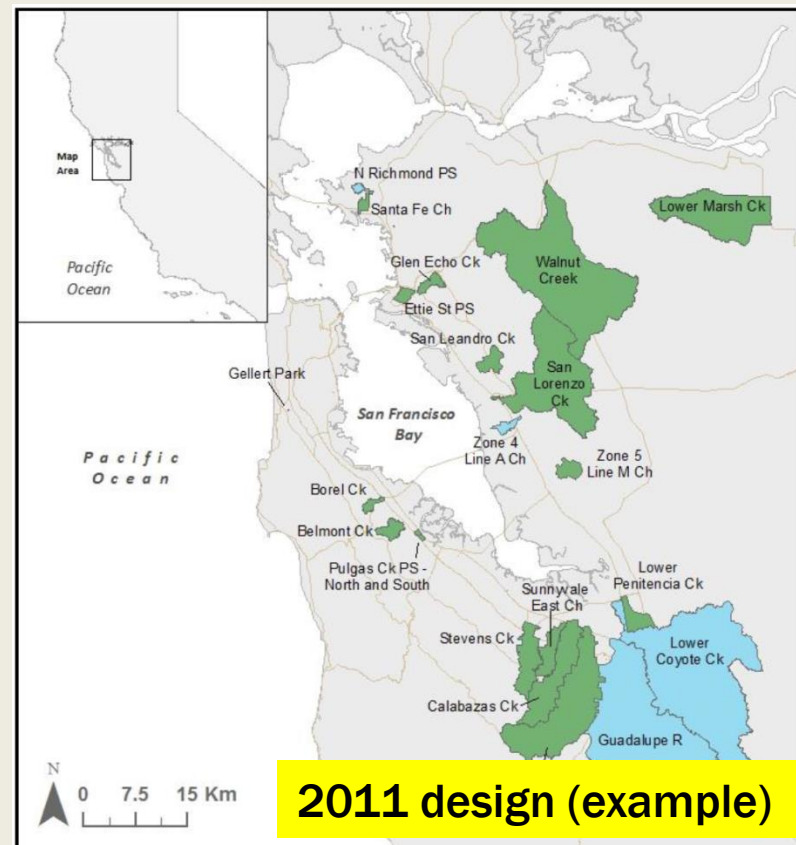 Map
Area
Pacific
Ocean
N Richmond PS
Santa Fe Ch
Lower Marsh Ck
Glen Echo Ck
Walnut
Creek
Ettie St PS
San Leandro Ck
San
Lorenzo
Ck
Gellert Park
San Francisco
Bay
Zone 4
Line A Ch
Zone 5
Line M Ch
Pacific
Ocean
Borel Ck
Belmont Ck
Pulgas Ck PS -
North and South
Lower
Penitencia Ck
Sunnyvale
East Ch
Stevens Ck
Lower
Coyote Ck
Calabazas Ck
Guadalupe R
N
0 7.5 15 Km
2011 design (example)